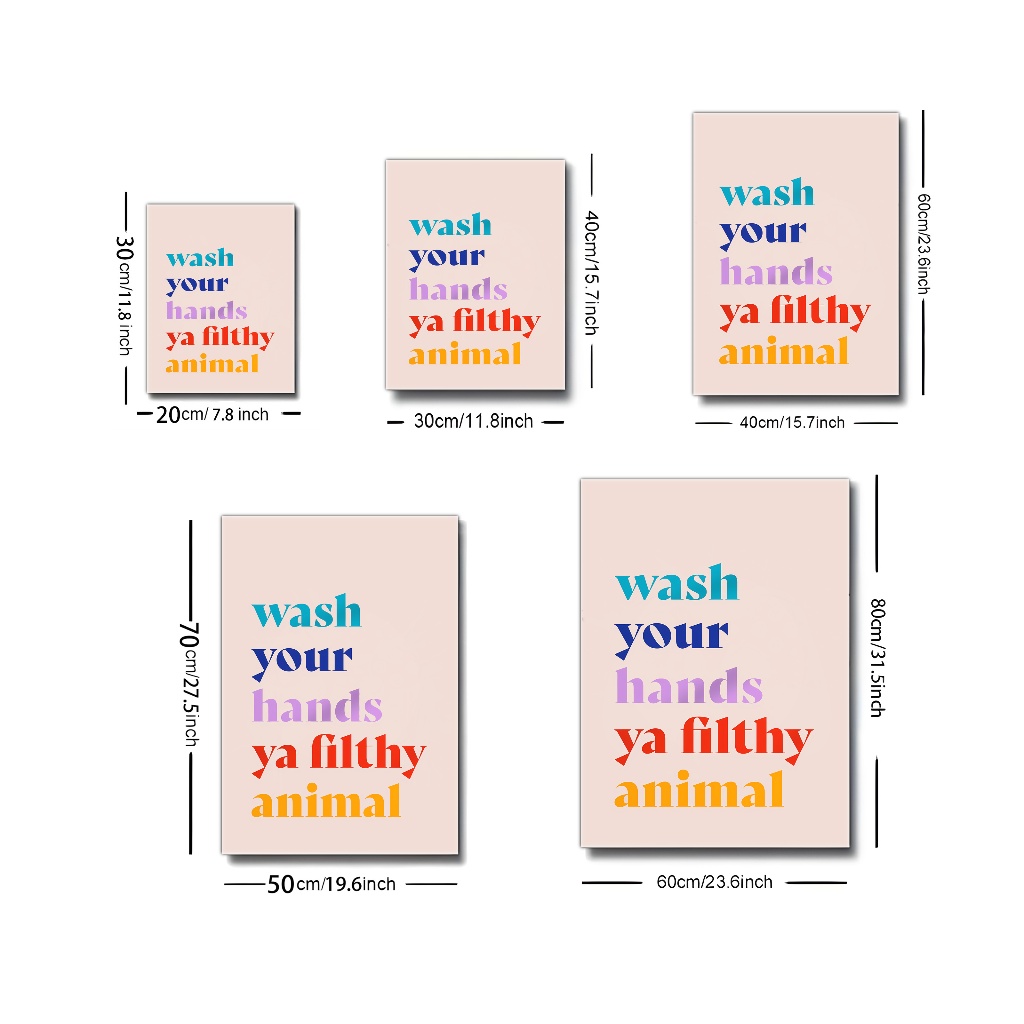 wash
your
hands
ya filthy
animal
30cm/11.8 inch
20cm/ 7.8 inch
wash
your
hands
ya filthy
animal
40cm/15.7inch
30cm/11.8inch
wash
your
hands
ya filthy
animal
60cm/23.6inch
40cm/15.7inch
wash
your
hands
ya filthy
animal
70cm/27.5inch
50cm/19.6inch
wash
your
hands
ya filthy
animal
80cm/31.5inch
60cm/23.6inch